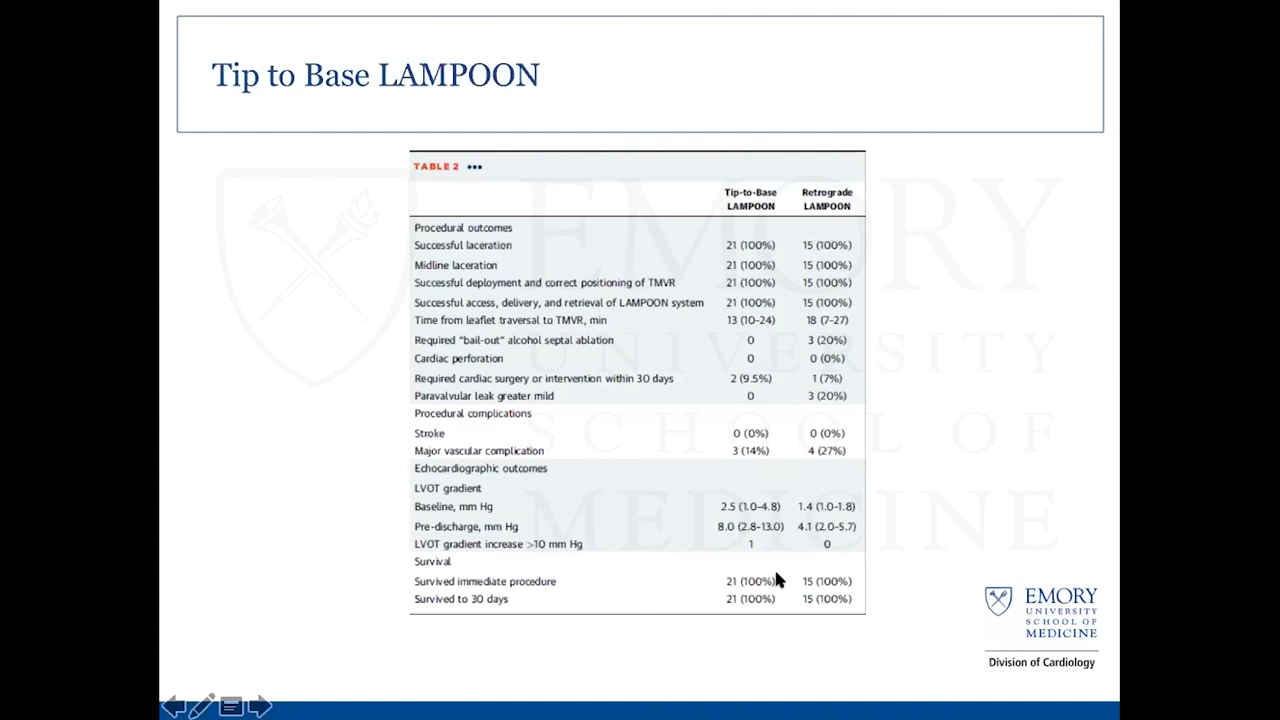 Tip to Base LAMPOON
TABLE 2 •••
Tip-to-Base LAMPOON Retrograde LAMPOON
Procedural outcomes
Successful laceration 21 (100%) 15 (100%)
Midline laceration 21 (100%) 15 (100%)
Successful deployment and correct positioning of TMVR 21 (100%) 15 (100%)
Successful access, delivery, and retrieval of LAMPOON system 21 (100%) 15 (100%)
Time from leaflet traversal to TMVR, min 13 (10-24) 18 (7-27)
Required "bail-out" alcohol septal ablation 0 3 (20%)
Cardiac perforation 0 0 (0%)
Required cardiac surgery or intervention within 30 days 2 (9.5%) 1 (7%)
Paravalvular leak greater mild 0 3 (20%)
Procedural complications
Stroke 0 (0%) 0 (0%)
Major vascular complication 3 (14%) 4 (27%)
Echocardiographic outcomes
LVOT gradient
Baseline, mm Hg 2.5 (1.0-4.8) 1.4 (1.0-1.8)
Pre-discharge, mm Hg 8.0 (2.8-13.0) 4.1 (2.0-5.7)
LVOT gradient increase >10 mm Hg 1 0
Survival
Survived immediate procedure 21 (100%) 15 (100%)
Survived to 30 days 21 (100%) 15 (100%)
EMORY
UNIVERSITY
SCHOOL OF
MEDICINE
EMORY
UNIVERSITY
SCHOOL OF
MEDICINE
Division of Cardiology